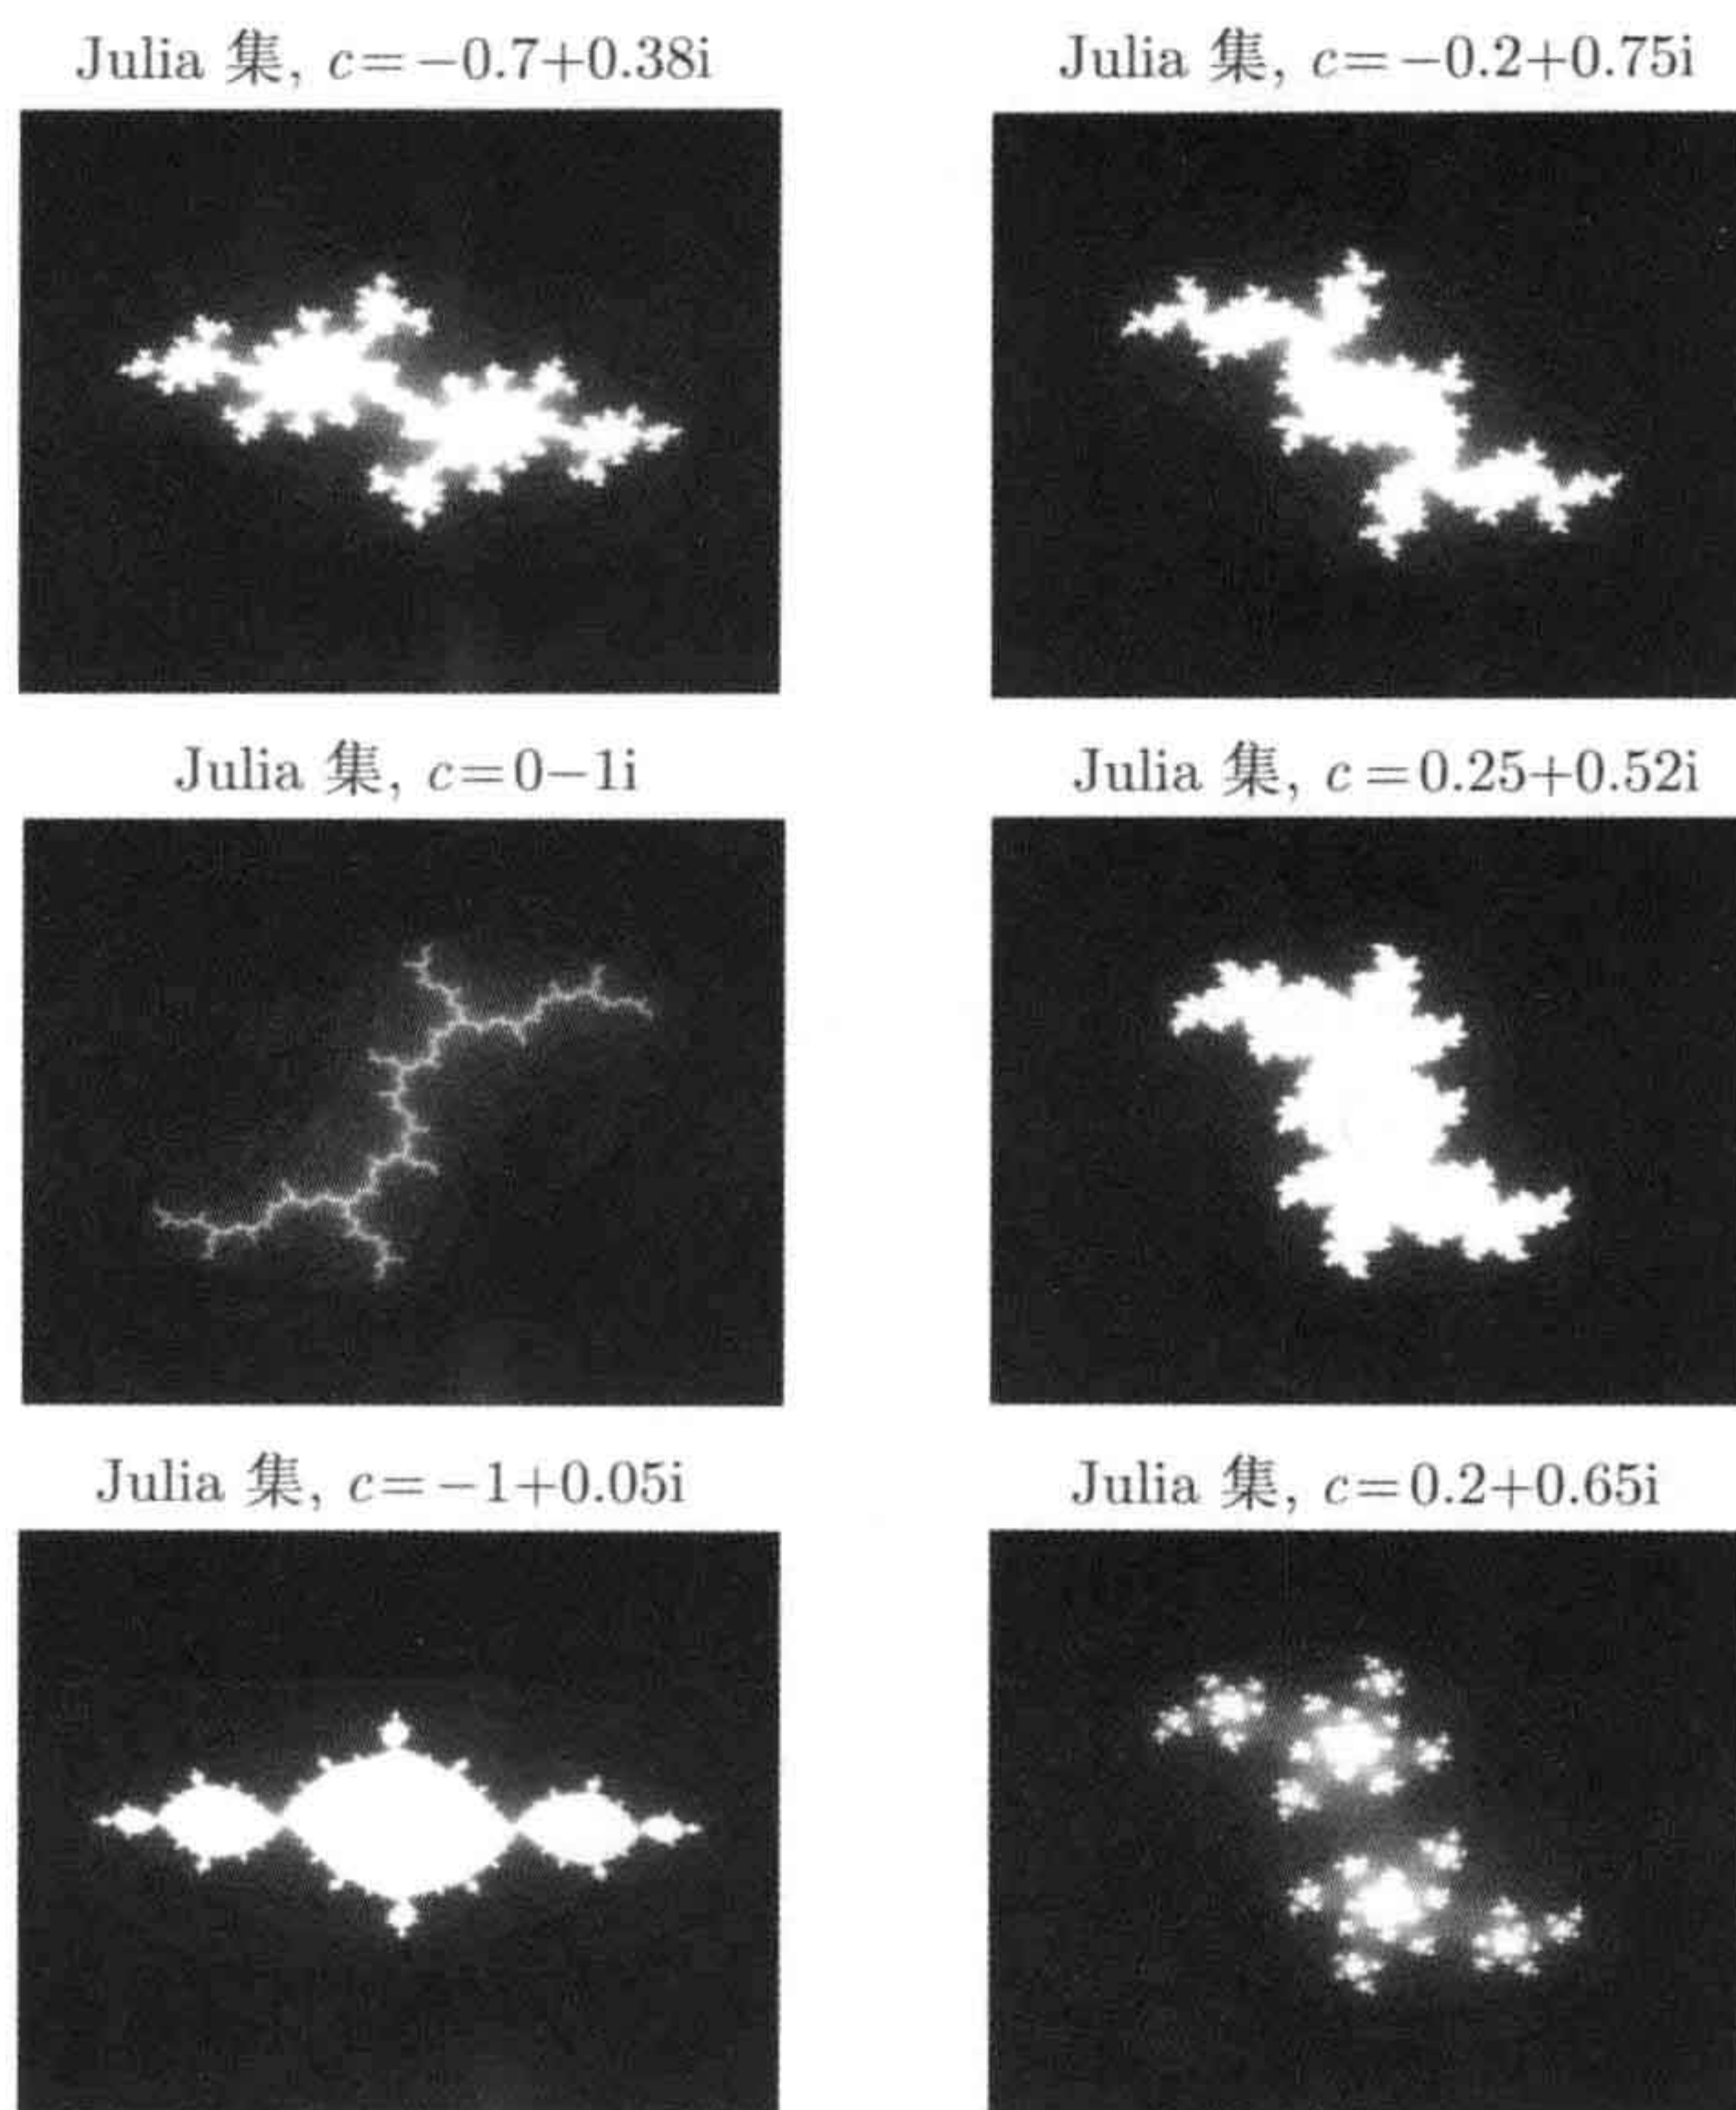 Julia 集, c=−0.7+0.38i
Julia 集, c=−0.2+0.75i
Julia 集, c=0−1i
Julia 集, c=0.25+0.52i
Julia 集, c=−1+0.05i
Julia 集, c=0.2+0.65i